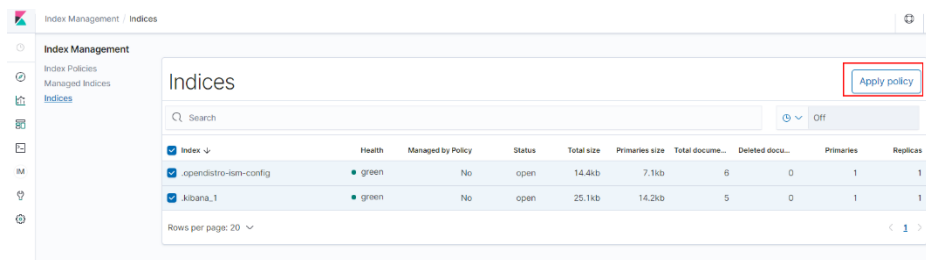 Index Management / Indices
Index Management
Index Policies
Managed Indices
Indices
Indices
Apply policy
Search
Off
Index Health Managed by Policy Status Total size Primaries size Total docume... Deleted docu... Primaries Replicas
.opendistro-ism-config green No open 14.4kb 7.1kb 6 0 1 1
.kibana_1 green No open 25.1kb 14.2kb 5 0 1 1
Rows per page: 20
1
IM